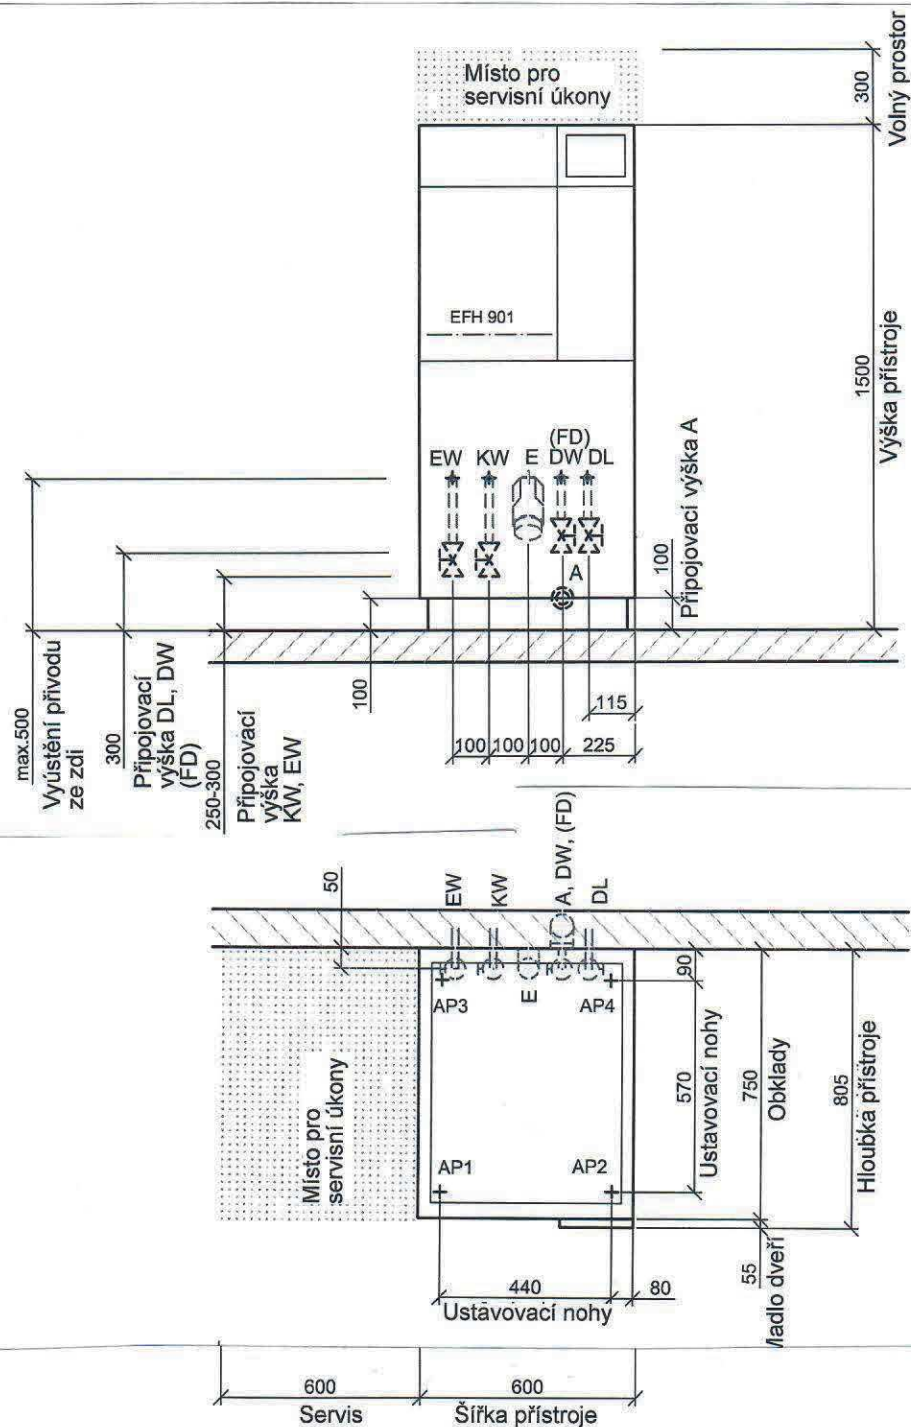 Místo pro
servisní úkony
300
Volný prostor
EFH 901
1500
Výška přístroje
(FD)
EW KW E DW DL
A
100
Připojovací výška A
max.500
Vyústění přívodu
ze zdi
300
Připojovací
výška DL, DW
(FD)
250-300
Připojovací
výška
KW, EW
100
115
100 100 100 225
50
EW
KW
A, DW, (FD)
DL
E
AP3
AP4
90
Místo pro
servisní úkony
570
Ustavovací nohy
750
Obklady
805
Hloubka přístroje
AP1
AP2
440
80
Ustavovací nohy
55
Madlo dveří
600
600
Servis
Šířka přístroje